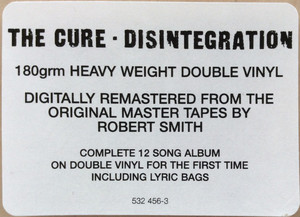 THE CURE · DISINTEGRATION
180grm HEAVY WEIGHT DOUBLE VINYL
DIGITALLY REMASTERED FROM THE
ORIGINAL MASTER TAPES BY
ROBERT SMITH
COMPLETE 12 SONG ALBUM
ON DOUBLE VINYL FOR THE FIRST TIME
INCLUDING LYRIC BAGS
532 456-3